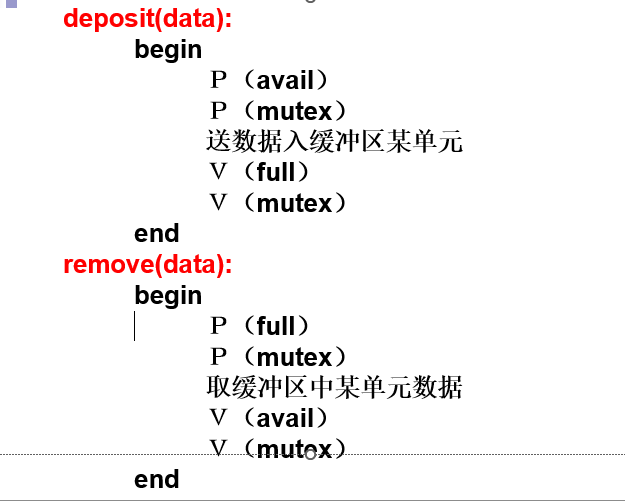 deposit(data):
begin
P（avail）
P（mutex）
送数据入缓冲区某单元
V（full）
V（mutex）
end
remove(data):
begin
P（full）
P（mutex）
取缓冲区中某单元数据
V（avail）
V（mutex）
end